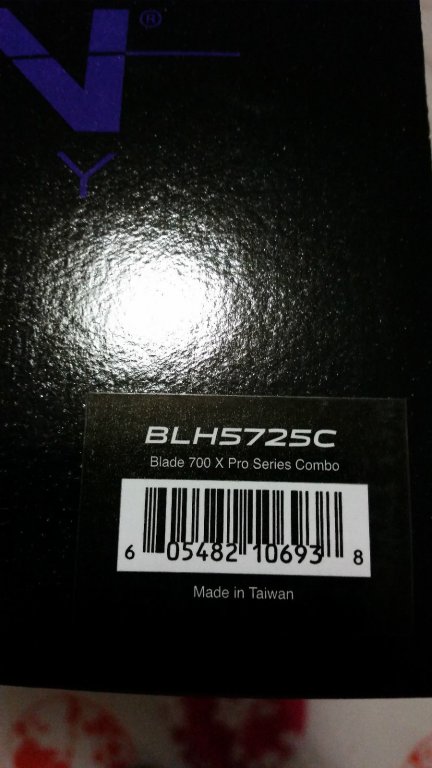 N®
Y
BLH5725C
Blade 700 X Pro Series Combo
6 05482 10693 8
Made in Taiwan